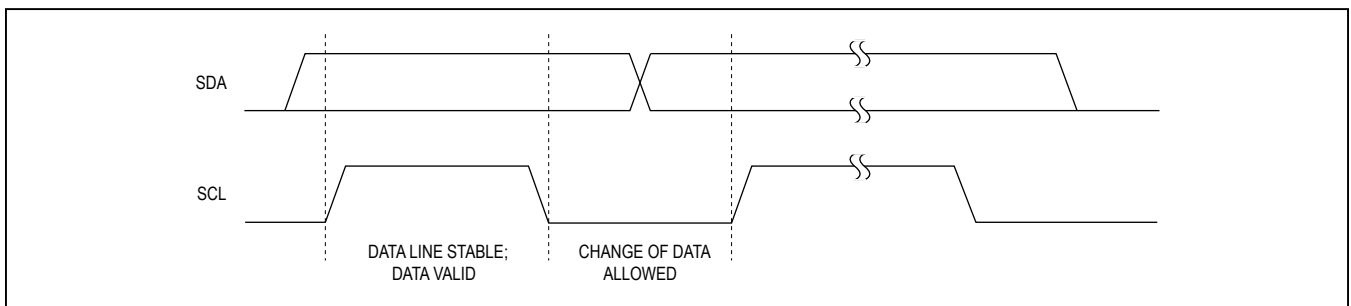 SDA
SCL
DATA LINE STABLE;
DATA VALID
CHANGE OF DATA
ALLOWED